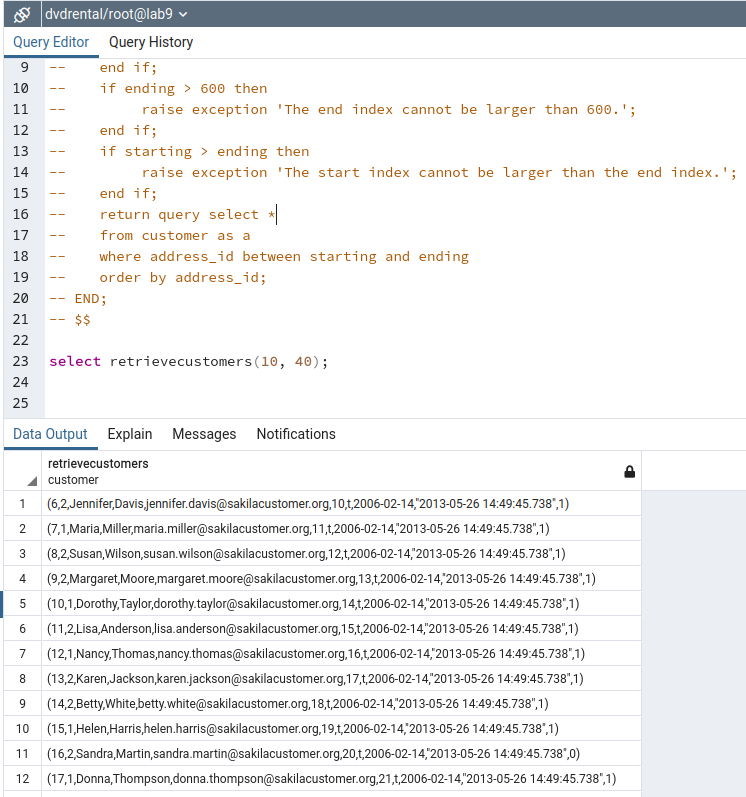 dvdrental/root@lab9
Query Editor Query History
9 -- end if;
10 -- if ending > 600 then
11 -- raise exception 'The end index cannot be larger than 600.';
12 -- end if;
13 -- if starting > ending then
14 -- raise exception 'The start index cannot be larger than the end index.';
15 -- end if;
16 -- return query select *
17 -- from customer as a
18 -- where address_id between starting and ending
19 -- order by address_id;
20 -- END;
21 -- $$
22
23 select retrievecustomers(10, 40);
24
25
Data Output Explain Messages Notifications
retrievecustomers
customer
1 (6,2,Jennifer,Davis,jennifer.davis@sakilacustomer.org,10,t,2006-02-14,"2013-05-26 14:49:45.738",1)
2 (7,1,Maria,Miller,maria.miller@sakilacustomer.org,11,t,2006-02-14,"2013-05-26 14:49:45.738",1)
3 (8,2,Susan,Wilson,susan.wilson@sakilacustomer.org,12,t,2006-02-14,"2013-05-26 14:49:45.738",1)
4 (9,2,Margaret,Moore,margaret.moore@sakilacustomer.org,13,t,2006-02-14,"2013-05-26 14:49:45.738",1)
5 (10,1,Dorothy,Taylor,dorothy.taylor@sakilacustomer.org,14,t,2006-02-14,"2013-05-26 14:49:45.738",1)
6 (11,2,Lisa,Anderson,lisa.anderson@sakilacustomer.org,15,t,2006-02-14,"2013-05-26 14:49:45.738",1)
7 (12,1,Nancy,Thomas,nancy.thomas@sakilacustomer.org,16,t,2006-02-14,"2013-05-26 14:49:45.738",1)
8 (13,2,Karen,Jackson,karen.jackson@sakilacustomer.org,17,t,2006-02-14,"2013-05-26 14:49:45.738",1)
9 (14,2,Betty,White,betty.white@sakilacustomer.org,18,t,2006-02-14,"2013-05-26 14:49:45.738",1)
10 (15,1,Helen,Harris,helen.harris@sakilacustomer.org,19,t,2006-02-14,"2013-05-26 14:49:45.738",1)
11 (16,2,Sandra,Martin,sandra.martin@sakilacustomer.org,20,t,2006-02-14,"2013-05-26 14:49:45.738",0)
12 (17,1,Donna,Thompson,donna.thompson@sakilacustomer.org,21,t,2006-02-14,"2013-05-26 14:49:45.738",1)